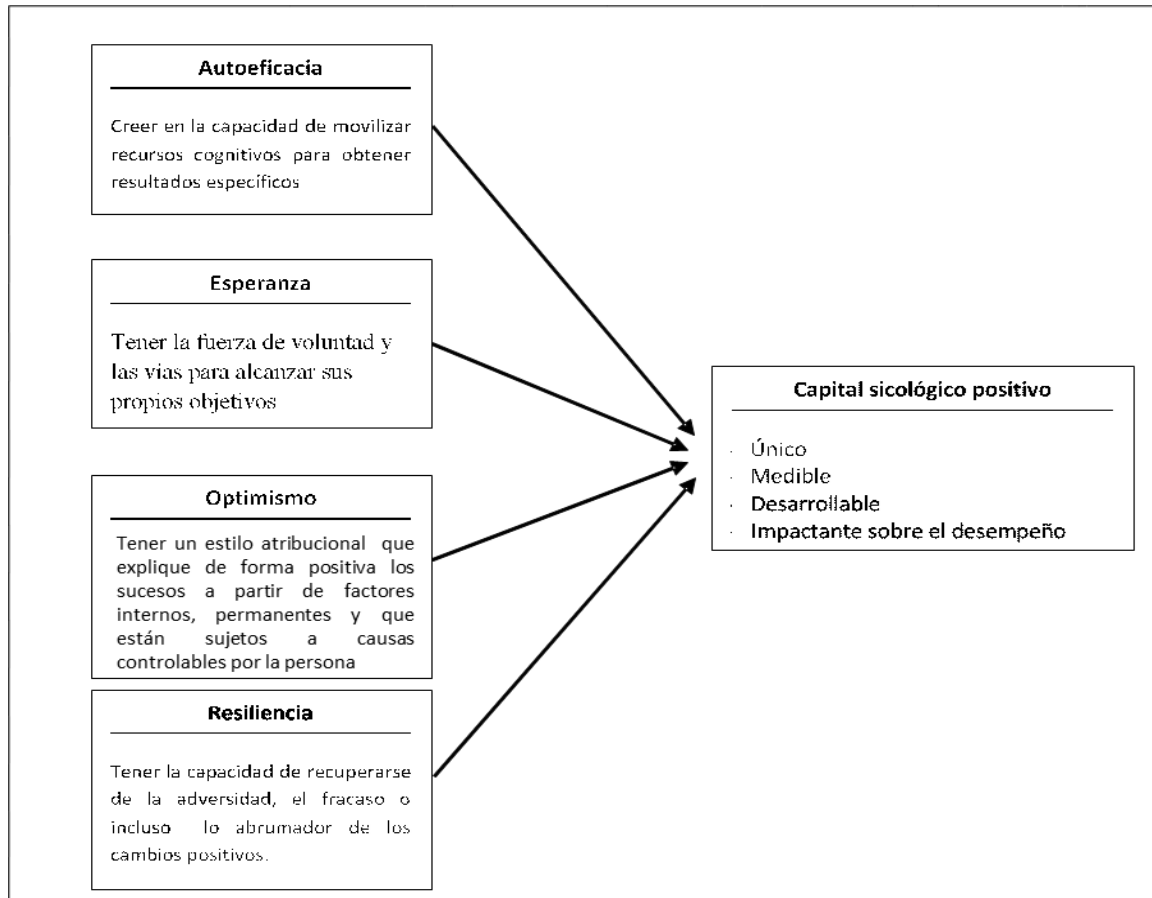 Autoeficacia
Creer en la capacidad de movilizar
recursos cognitivos para obtener
resultados específicos
Esperanza
Tener la fuerza de voluntad y
las vías para alcanzar sus
propios objetivos
Optimismo
Tener un estilo atribucional que
explique de forma positiva los
sucesos a partir de factores
internos, permanentes y que
están sujetos a causas
controlables por la persona
Resiliencia
Tener la capacidad de recuperarse
de la adversidad, el fracaso o
incluso lo abrumador de los
cambios positivos.
Capital sicológico positivo
· Único
· Medible
· Desarrollable
· Impactante sobre el desempeño